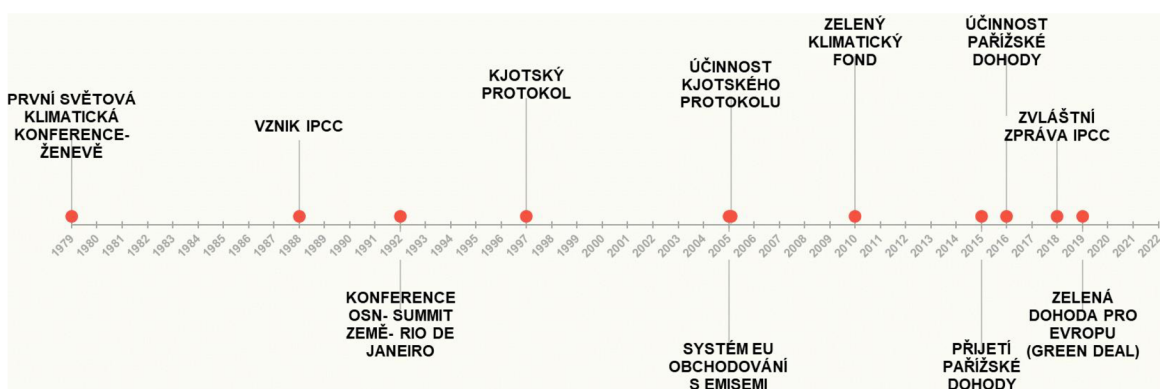 PRVNÍ SVĚTOVÁ
KLIMATICKÁ
KONFERENCE-
ŽENEVĚ
VZNIK IPCC
KJOTSKÝ
PROTOKOL
ÚČINNOST
KJOTSKÉHO
PROTOKOLU
ZELENÝ
KLIMATICKÝ
FOND
ÚČINNOST
PAŘÍŽSKÉ
DOHODY
ZVLÁŠTNÍ
ZPRÁVA IPCC
1979 1980 1981 1982 1983 1984 1985 1986 1987 1988 1989 1990 1991 1992 1993 1994 1995 1996 1997 1998 1999 2000 2001 2002 2003 2004 2005 2006 2007 2008 2009 2010 2011 2012 2013 2014 2015 2016 2017 2018 2019 2020 2021 2022
KONFERENCE
OSN- SUMMIT
ZEMĚ- RIO DE
JANEIRO
SYSTÉM EU
OBCHODOVÁNÍ
S EMISEMI
PŘIJETÍ
PAŘÍŽSKÉ
DOHODY
ZELENÁ
DOHODA PRO
EVROPU
(GREEN DEAL)